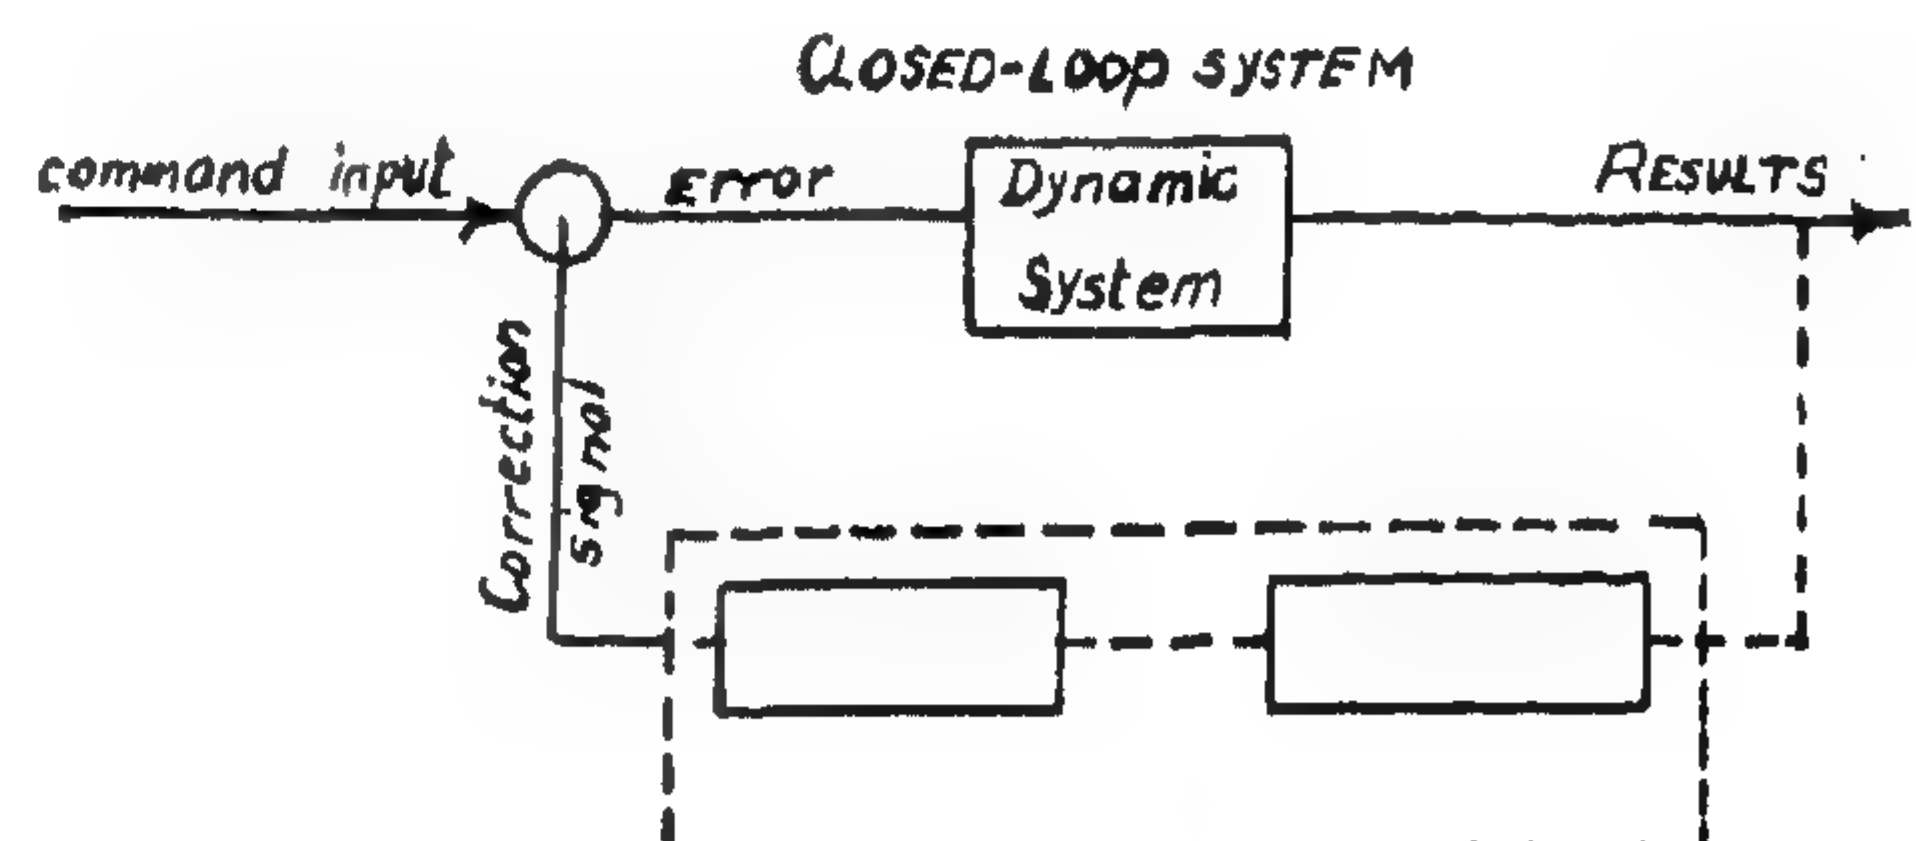 CLOSED-LOOP SYSTEM
command input
Error
Dynamic
System
RESULTS
Correction
signal